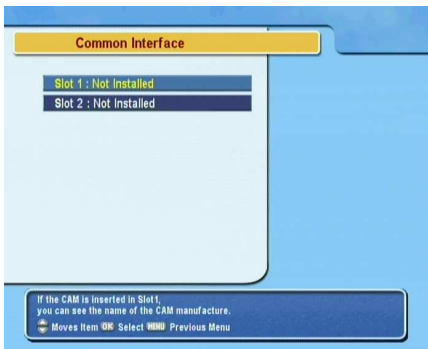 Common Interface
Slot 1 : Not Installed
Slot 2 : Not Installed
If the CAM is inserted in Slot1,
you can see the name of the CAM manufacture.
Moves Item OK Select MENU Previous Menu